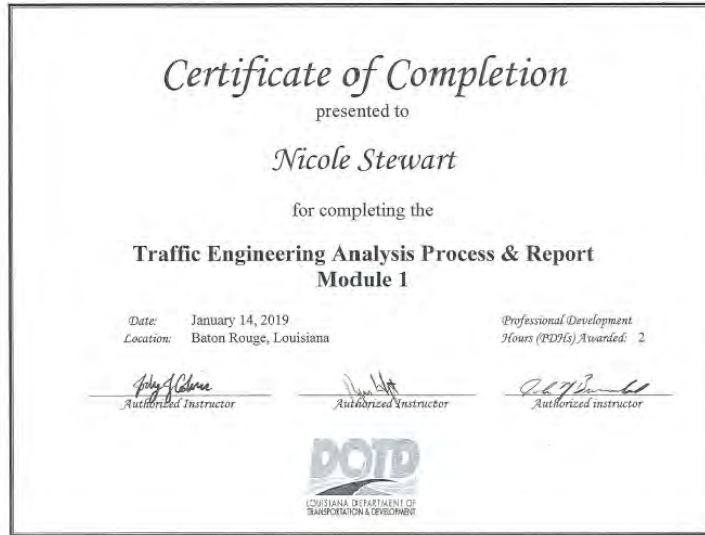 Certificate of Completion
presented to
Nicole Stewart
for completing the
Traffic Engineering Analysis Process & Report
Module 1
Date: January 14, 2019
Location: Baton Rouge, Louisiana
Professional Development
Hours (PDHs) Awarded: 2
Authorized Instructor
Authorized Instructor
Authorized instructor
DOTD
LOUISIANA DEPARTMENT OF
TRANSPORTATION & DEVELOPMENT